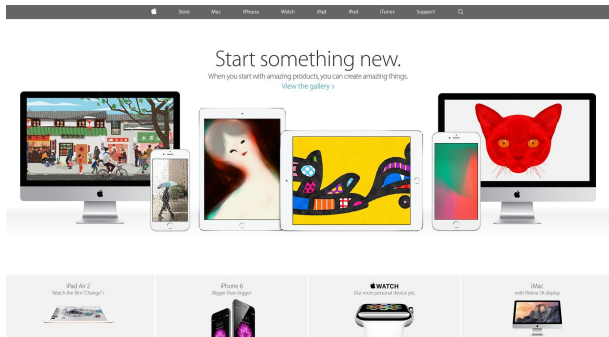 Store Mac iPhone Watch iPad iPod iTunes Support
Start something new.
When you start with amazing products, you can create amazing things.
View the gallery >
iPad Air 2
Watch the film "Change" >
iPhone 6
Bigger than bigger
WATCH
Our most personal device yet.
iMac
with Retina 5K display